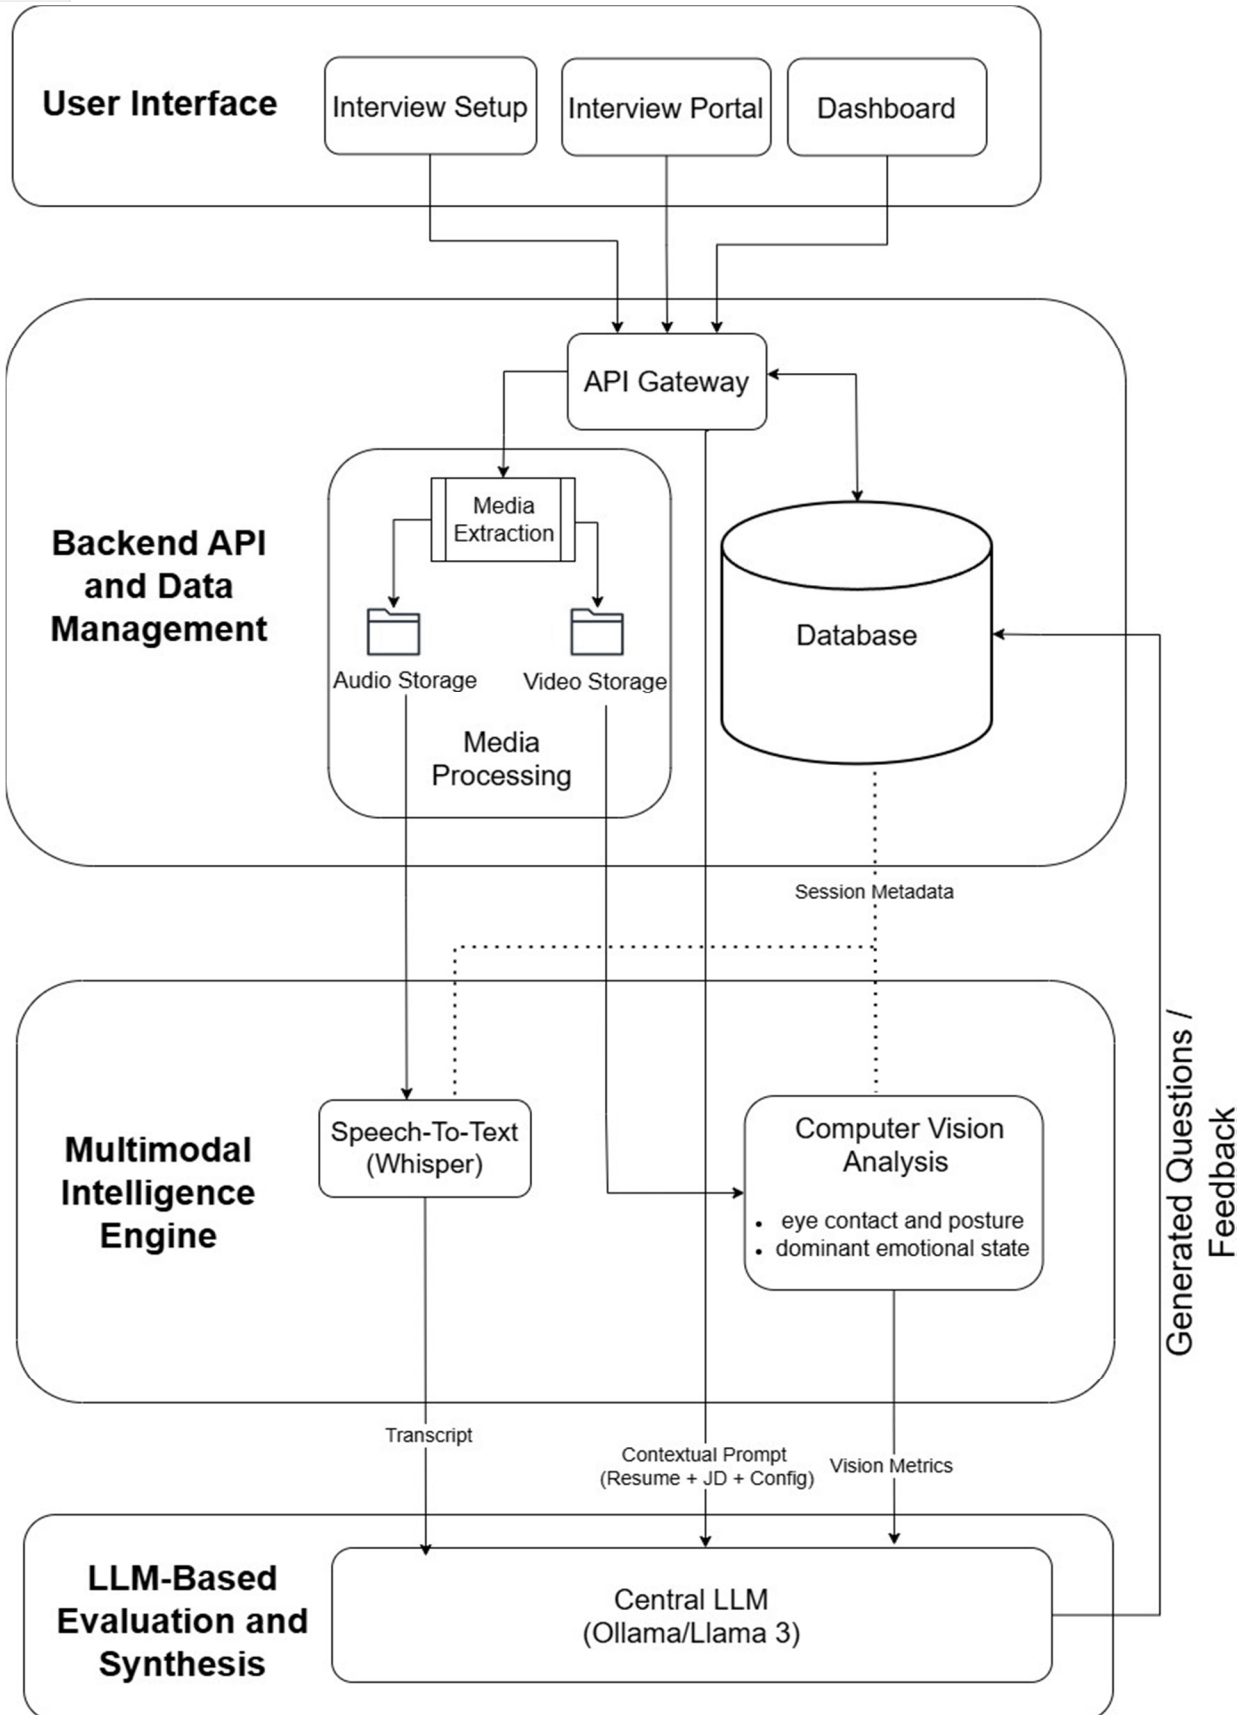 User Interface
Interview Setup
Interview Portal
Dashboard
API Gateway
Backend API
and Data
Management
Media
Extraction
Audio Storage
Video Storage
Media
Processing
Database
Session Metadata
Multimodal
Intelligence
Engine
Speech-To-Text
(Whisper)
Computer Vision
Analysis
• eye contact and posture
• dominant emotional state
Generated Questions /
Feedback
Transcript
Contextual Prompt
(Resume + JD + Config)
Vision Metrics
LLM-Based
Evaluation and
Synthesis
Central LLM
(Ollama/Llama 3)